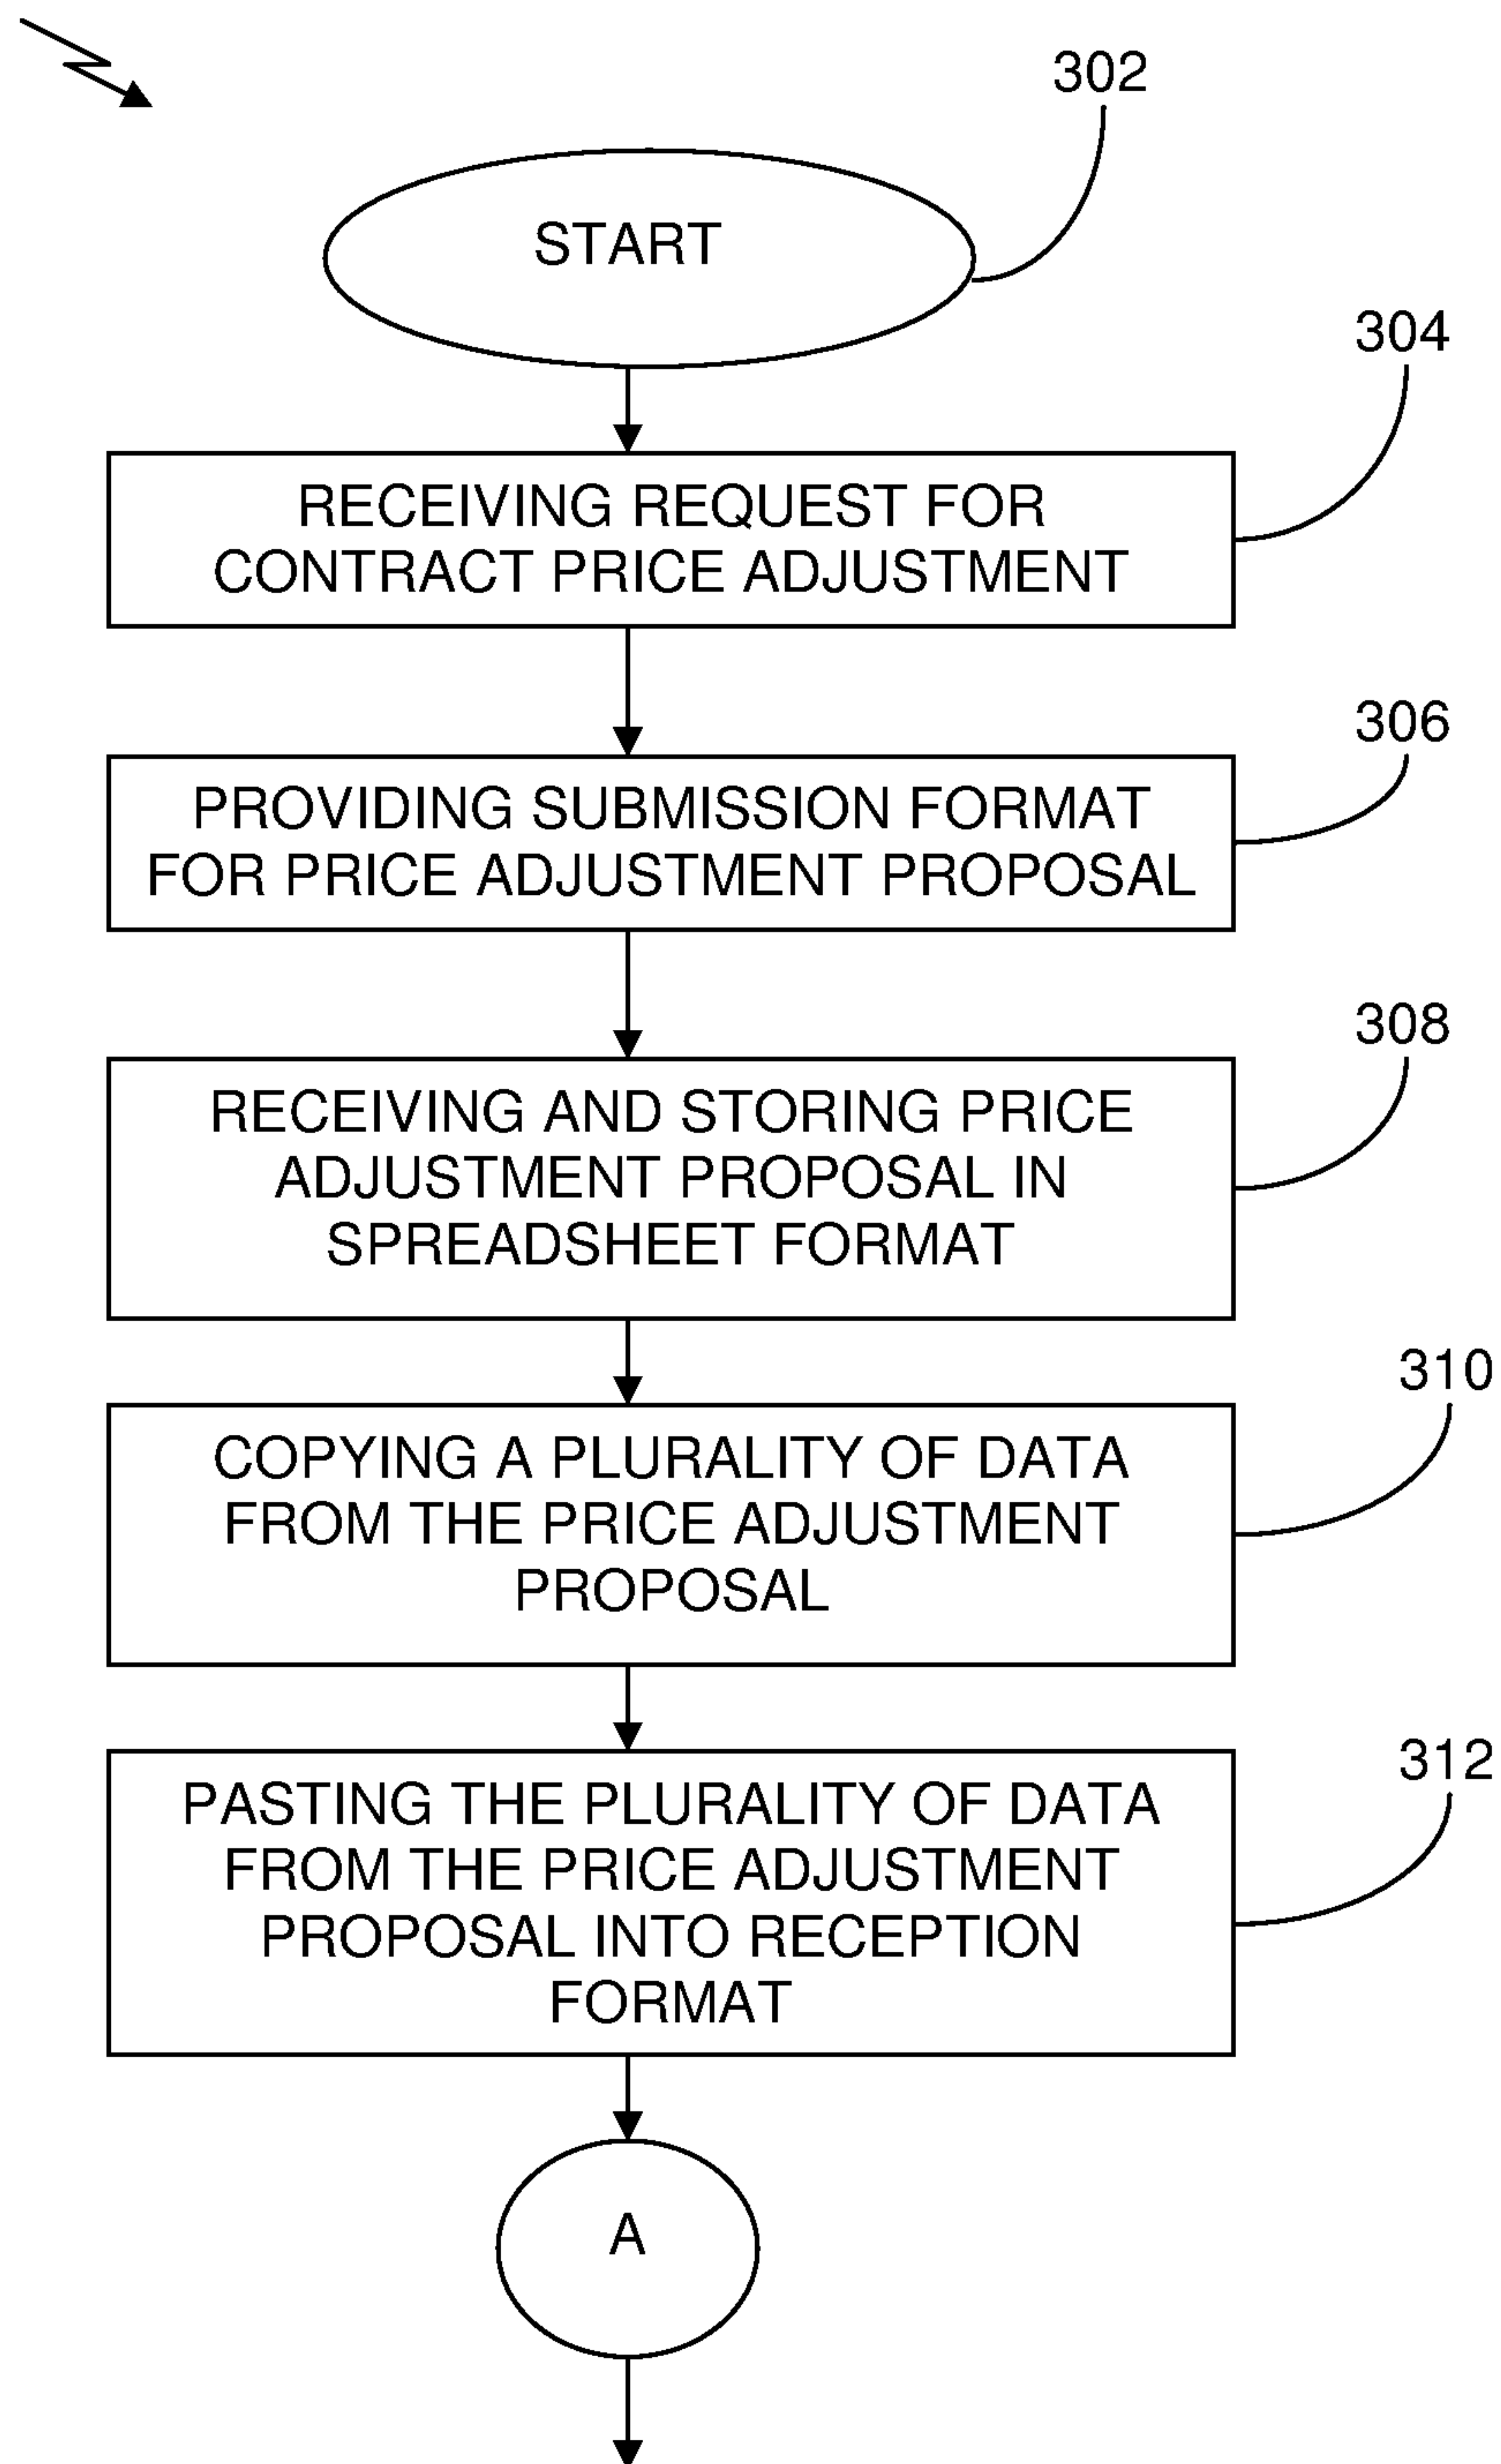 302
START
304
RECEIVING REQUEST FOR
CONTRACT PRICE ADJUSTMENT
306
PROVIDING SUBMISSION FORMAT
FOR PRICE ADJUSTMENT PROPOSAL
308
RECEIVING AND STORING PRICE
ADJUSTMENT PROPOSAL IN
SPREADSHEET FORMAT
310
COPYING A PLURALITY OF DATA
FROM THE PRICE ADJUSTMENT
PROPOSAL
312
PASTING THE PLURALITY OF DATA
FROM THE PRICE ADJUSTMENT
PROPOSAL INTO RECEPTION
FORMAT
A